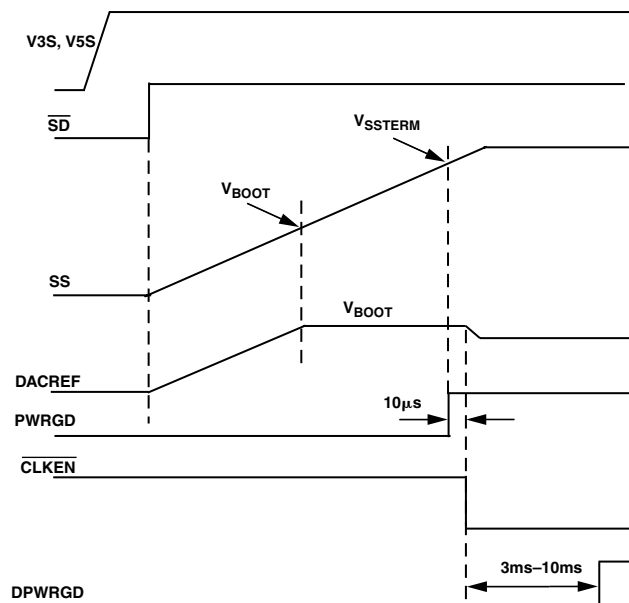 V3S, V5S
SD
VSSTERM
VBOOT
SS
VBOOT
DACREF
10µs
PWRGD
CLKEN
3ms–10ms
DPWRGD